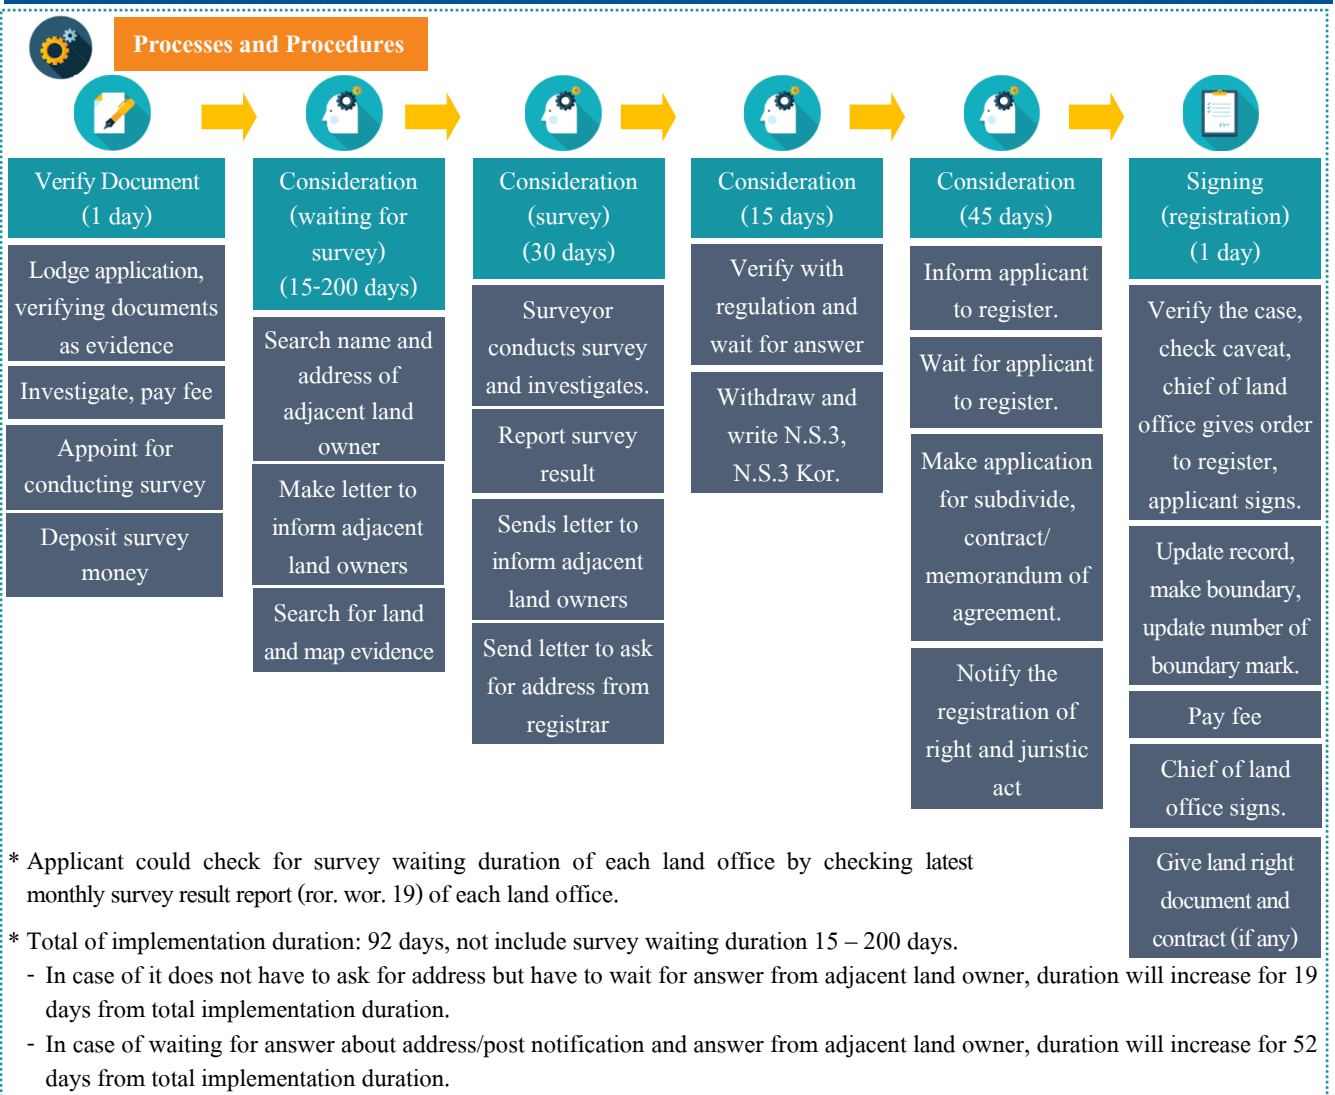 Processes and Procedures
Verify Document
(1 day)
Lodge application,
verifying documents
as evidence
Investigate, pay fee
Appoint for
conducting survey
Deposit survey
money
Consideration
(waiting for
survey)
(15-200 days)
Search name and
address of
adjacent land
owner
Make letter to
inform adjacent
land owners
Search for land
and map evidence
Consideration
(survey)
(30 days)
Surveyor
conducts survey
and investigates.
Report survey
result
Sends letter to
inform adjacent
land owners
Send letter to ask
for address from
registrar
Consideration
(15 days)
Verify with
regulation and
wait for answer
Withdraw and
write N.S.3,
N.S.3 Kor.
Consideration
(45 days)
Inform applicant
to register.
Wait for applicant
to register.
Make application
for subdivide,
contract/
memorandum of
agreement.
Notify the
registration of
right and juristic
act
Signing
(registration)
(1 day)
Verify the case,
check caveat,
chief of land
office gives order
to register,
applicant signs.
Update record,
make boundary,
update number of
boundary mark.
Pay fee
Chief of land
office signs.
Give land right
document and
contract (if any)
* Applicant could check for survey waiting duration of each land office by checking latest
monthly survey result report (ror. wor. 19) of each land office.
* Total of implementation duration: 92 days, not include survey waiting duration 15 – 200 days.
- In case of it does not have to ask for address but have to wait for answer from adjacent land owner, duration will increase for 19
days from total implementation duration.
- In case of waiting for answer about address/post notification and answer from adjacent land owner, duration will increase for 52
days from total implementation duration.